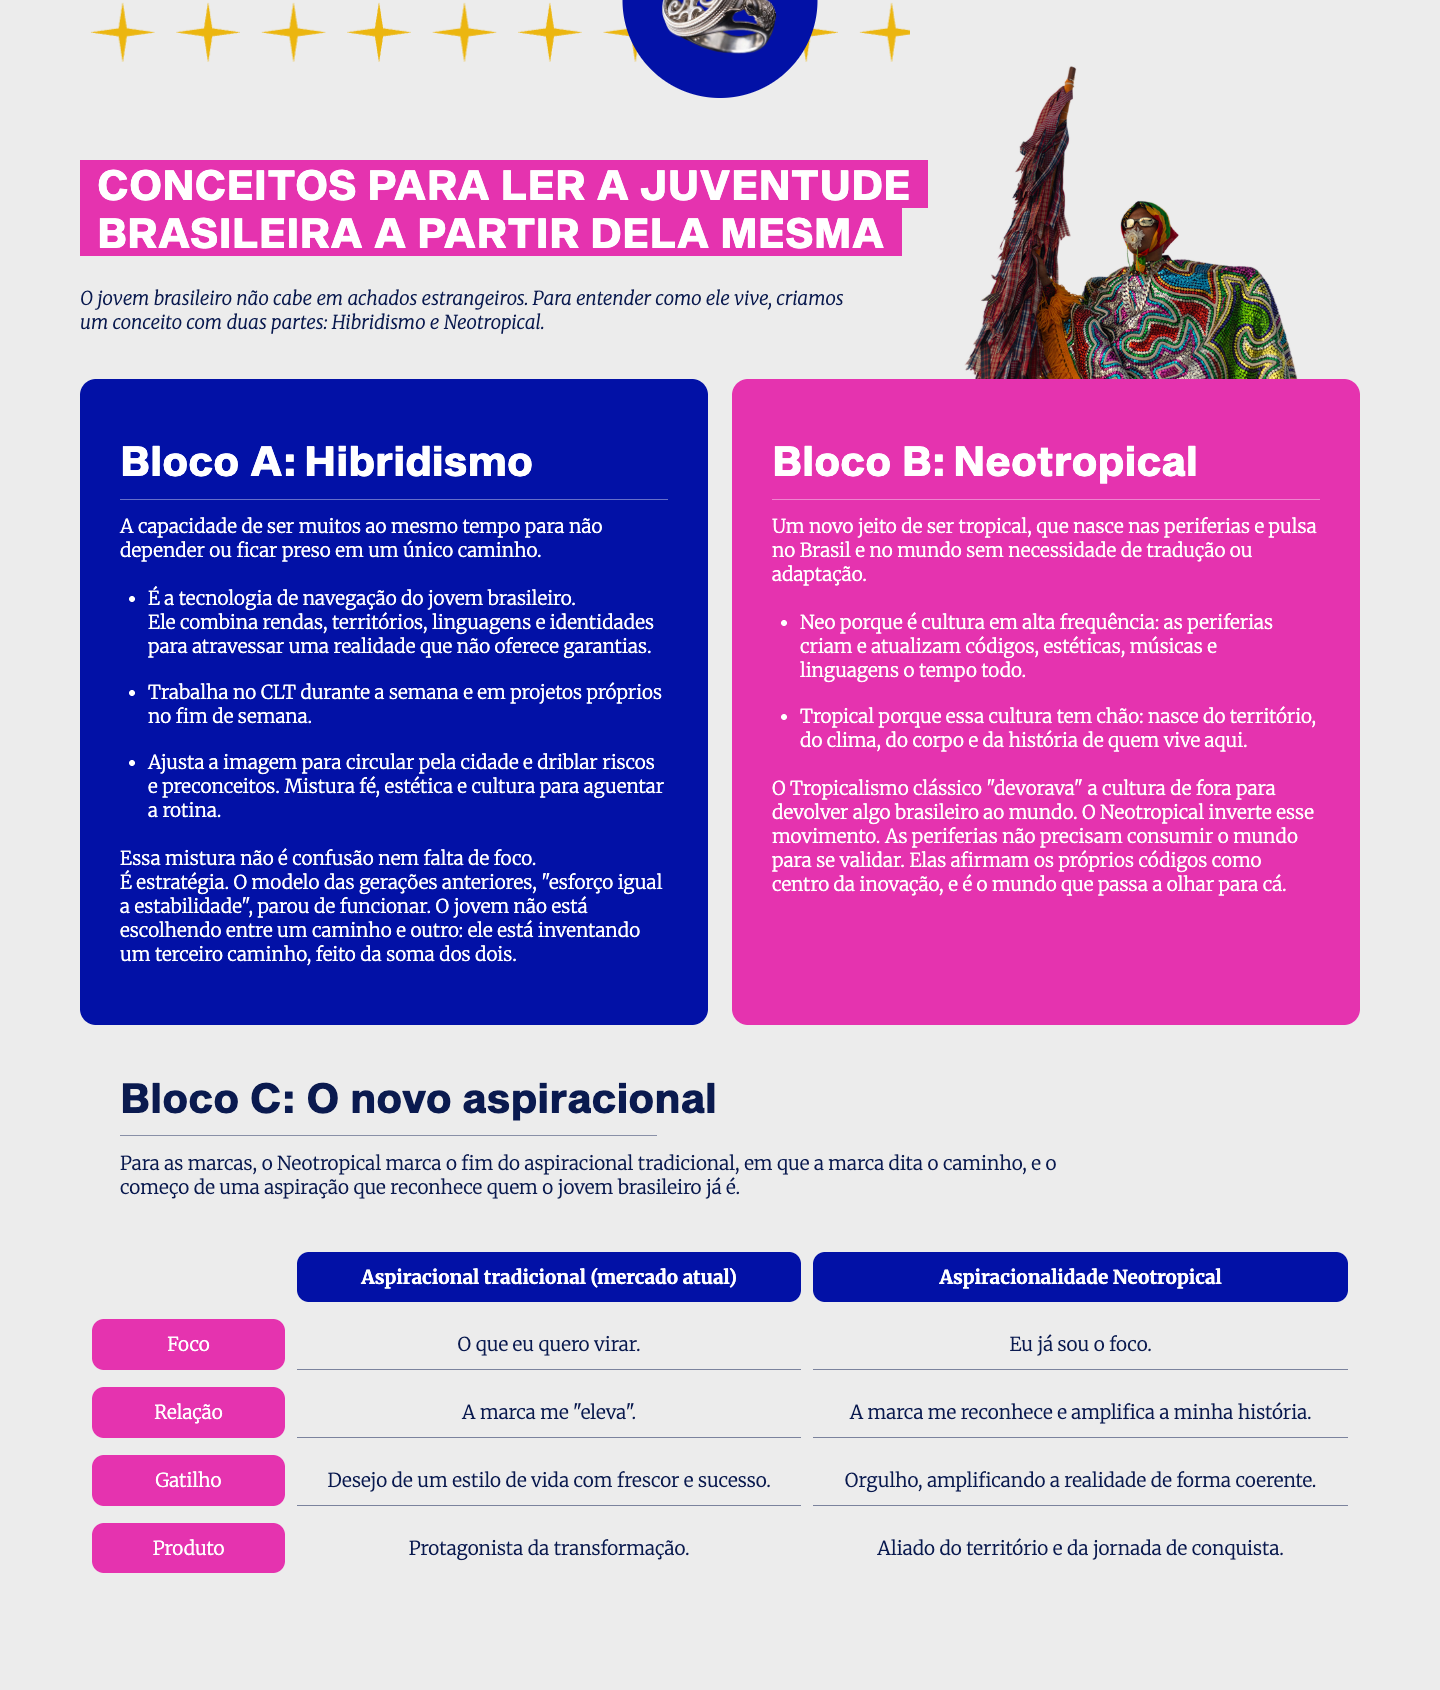 CONCEITOS PARA LER A JUVENTUDE
BRASILEIRA A PARTIR DELA MESMA
O jovem brasileiro não cabe em achados estrangeiros. Para entender como ele vive, criamos
um conceito com duas partes: Hibridismo e Neotropical.
Bloco A: Hibridismo
A capacidade de ser muitos ao mesmo tempo para não
depender ou ficar preso em um único caminho.
• É a tecnologia de navegação do jovem brasileiro.
Ele combina rendas, territórios, linguagens e identidades
para atravessar uma realidade que não oferece garantias.
• Trabalha no CLT durante a semana e em projetos próprios
no fim de semana.
• Ajusta a imagem para circular pela cidade e driblar riscos
e preconceitos. Mistura fé, estética e cultura para aguentar
a rotina.
Essa mistura não é confusão nem falta de foco.
É estratégia. O modelo das gerações anteriores, "esforço igual
a estabilidade", parou de funcionar. O jovem não está
escolhendo entre um caminho e outro: ele está inventando
um terceiro caminho, feito da soma dos dois.
Bloco B: Neotropical
Um novo jeito de ser tropical, que nasce nas periferias e pulsa
no Brasil e no mundo sem necessidade de tradução ou
adaptação.
• Neo porque é cultura em alta frequência: as periferias
criam e atualizam códigos, estéticas, músicas e
linguagens o tempo todo.
• Tropical porque essa cultura tem chão: nasce do território,
do clima, do corpo e da história de quem vive aqui.
O Tropicalismo clássico "devorava" a cultura de fora para
devolver algo brasileiro ao mundo. O Neotropical inverte esse
movimento. As periferias não precisam consumir o mundo
para se validar. Elas afirmam os próprios códigos como
centro da inovação, e é o mundo que passa a olhar para cá.
Bloco C: O novo aspiracional
Para as marcas, o Neotropical marca o fim do aspiracional tradicional, em que a marca dita o caminho, e o
começo de uma aspiração que reconhece quem o jovem brasileiro já é.
Aspiracional tradicional (mercado atual) Aspiracionalidade Neotropical
Foco O que eu quero virar. Eu já sou o foco.
Relação A marca me "eleva". A marca me reconhece e amplifica a minha história.
Gatilho Desejo de um estilo de vida com frescor e sucesso. Orgulho, amplificando a realidade de forma coerente.
Produto Protagonista da transformação. Aliado do território e da jornada de conquista.